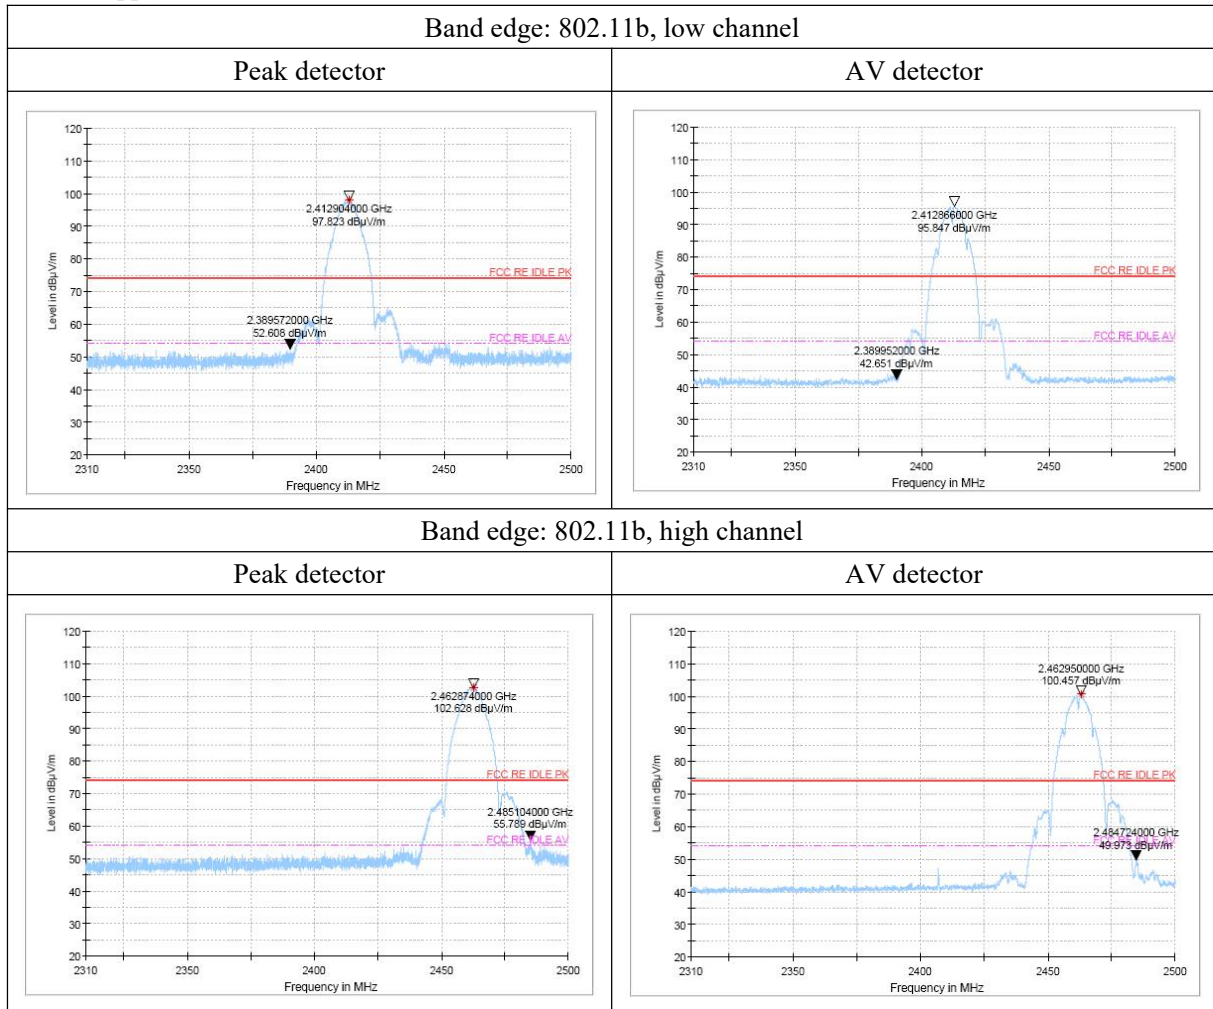 Band edge: 802.11b, low channel
Peak detector
AV detector
120
110
100
90
80
70
60
50
40
30
20
Level in dBµV/m
2.412904000 GHz
97.823 dBµV/m
FCC RE IDLE PK
2.389572000 GHz
52.608 dBµV/m
FCC RE IDLE AV
2310
2350
2400
2450
2500
Frequency in MHz
120
110
100
90
80
70
60
50
40
30
20
Level in dBµV/m
2.412866000 GHz
95.847 dBµV/m
FCC RE IDLE PK
2.389952000 GHz
42.651 dBµV/m
FCC RE IDLE AV
2310
2350
2400
2450
2500
Frequency in MHz
Band edge: 802.11b, high channel
Peak detector
AV detector
120
110
100
90
80
70
60
50
40
30
20
Level in dBµV/m
2.462874000 GHz
102.628 dBµV/m
FCC RE IDLE PK
2.485104000 GHz
55.789 dBµV/m
FCC RE IDLE AV
2310
2350
2400
2450
2500
Frequency in MHz
120
110
100
90
80
70
60
50
40
30
20
Level in dBµV/m
2.462950000 GHz
100.457 dBµV/m
FCC RE IDLE PK
2.484724000 GHz
49.973 dBµV/m
FCC RE IDLE AV
2310
2350
2400
2450
2500
Frequency in MHz